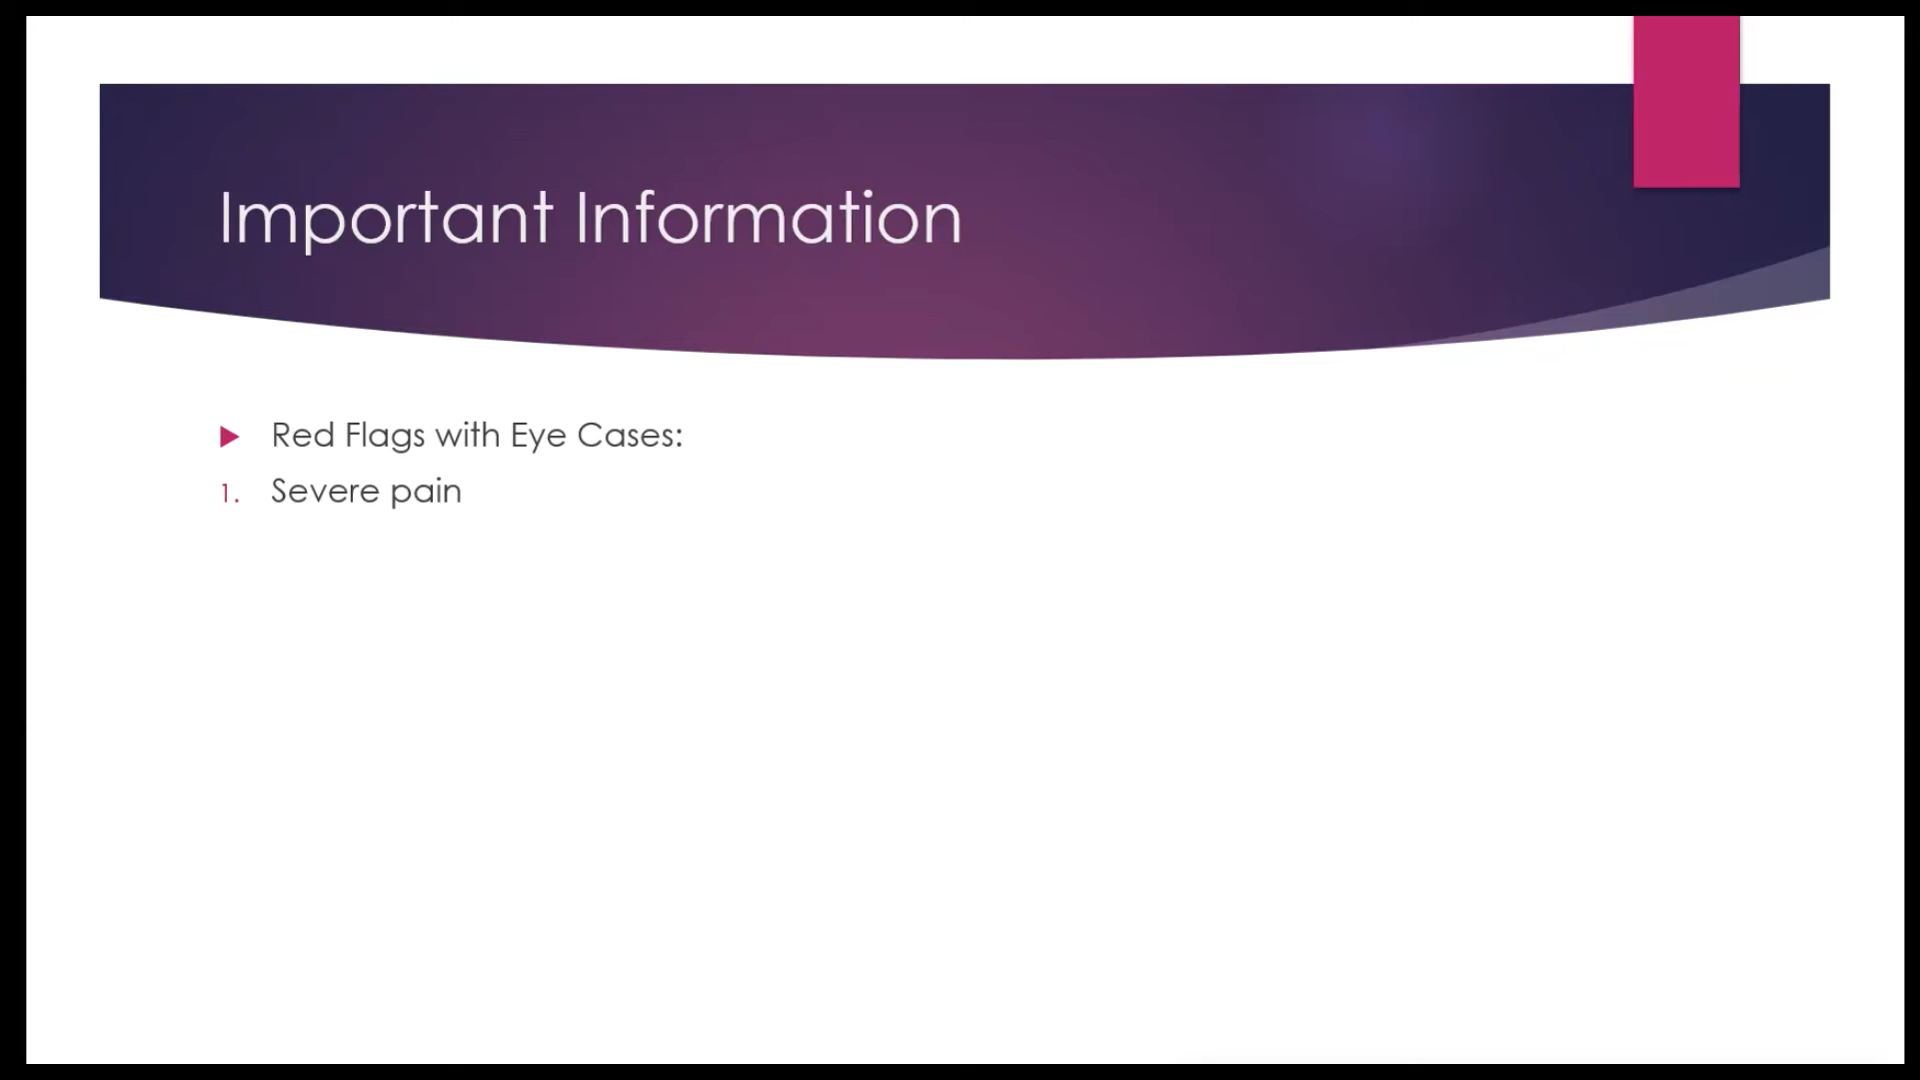 Important Information
Red Flags with Eye Cases:
1. Severe pain